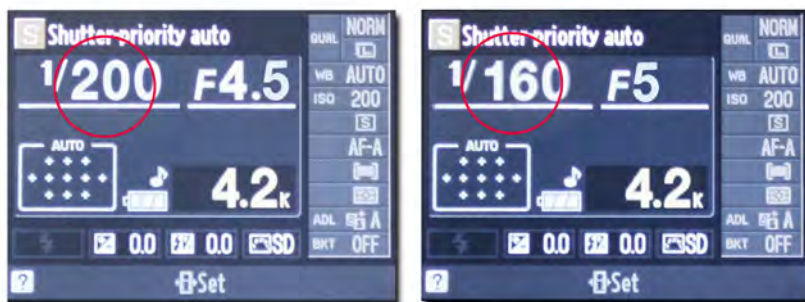 S Shutter priority auto
1/200 F4.5
AUTO
4.2K
0.0 0.0 SD
? Set
QUAL NORM
L
WB AUTO
ISO 200
S
AF-A
ADL A
BKT OFF
S Shutter priority auto
1/160 F5
AUTO
4.2K
0.0 0.0 SD
? Set
QUAL NORM
L
WB AUTO
ISO 200
S
AF-A
ADL A
BKT OFF